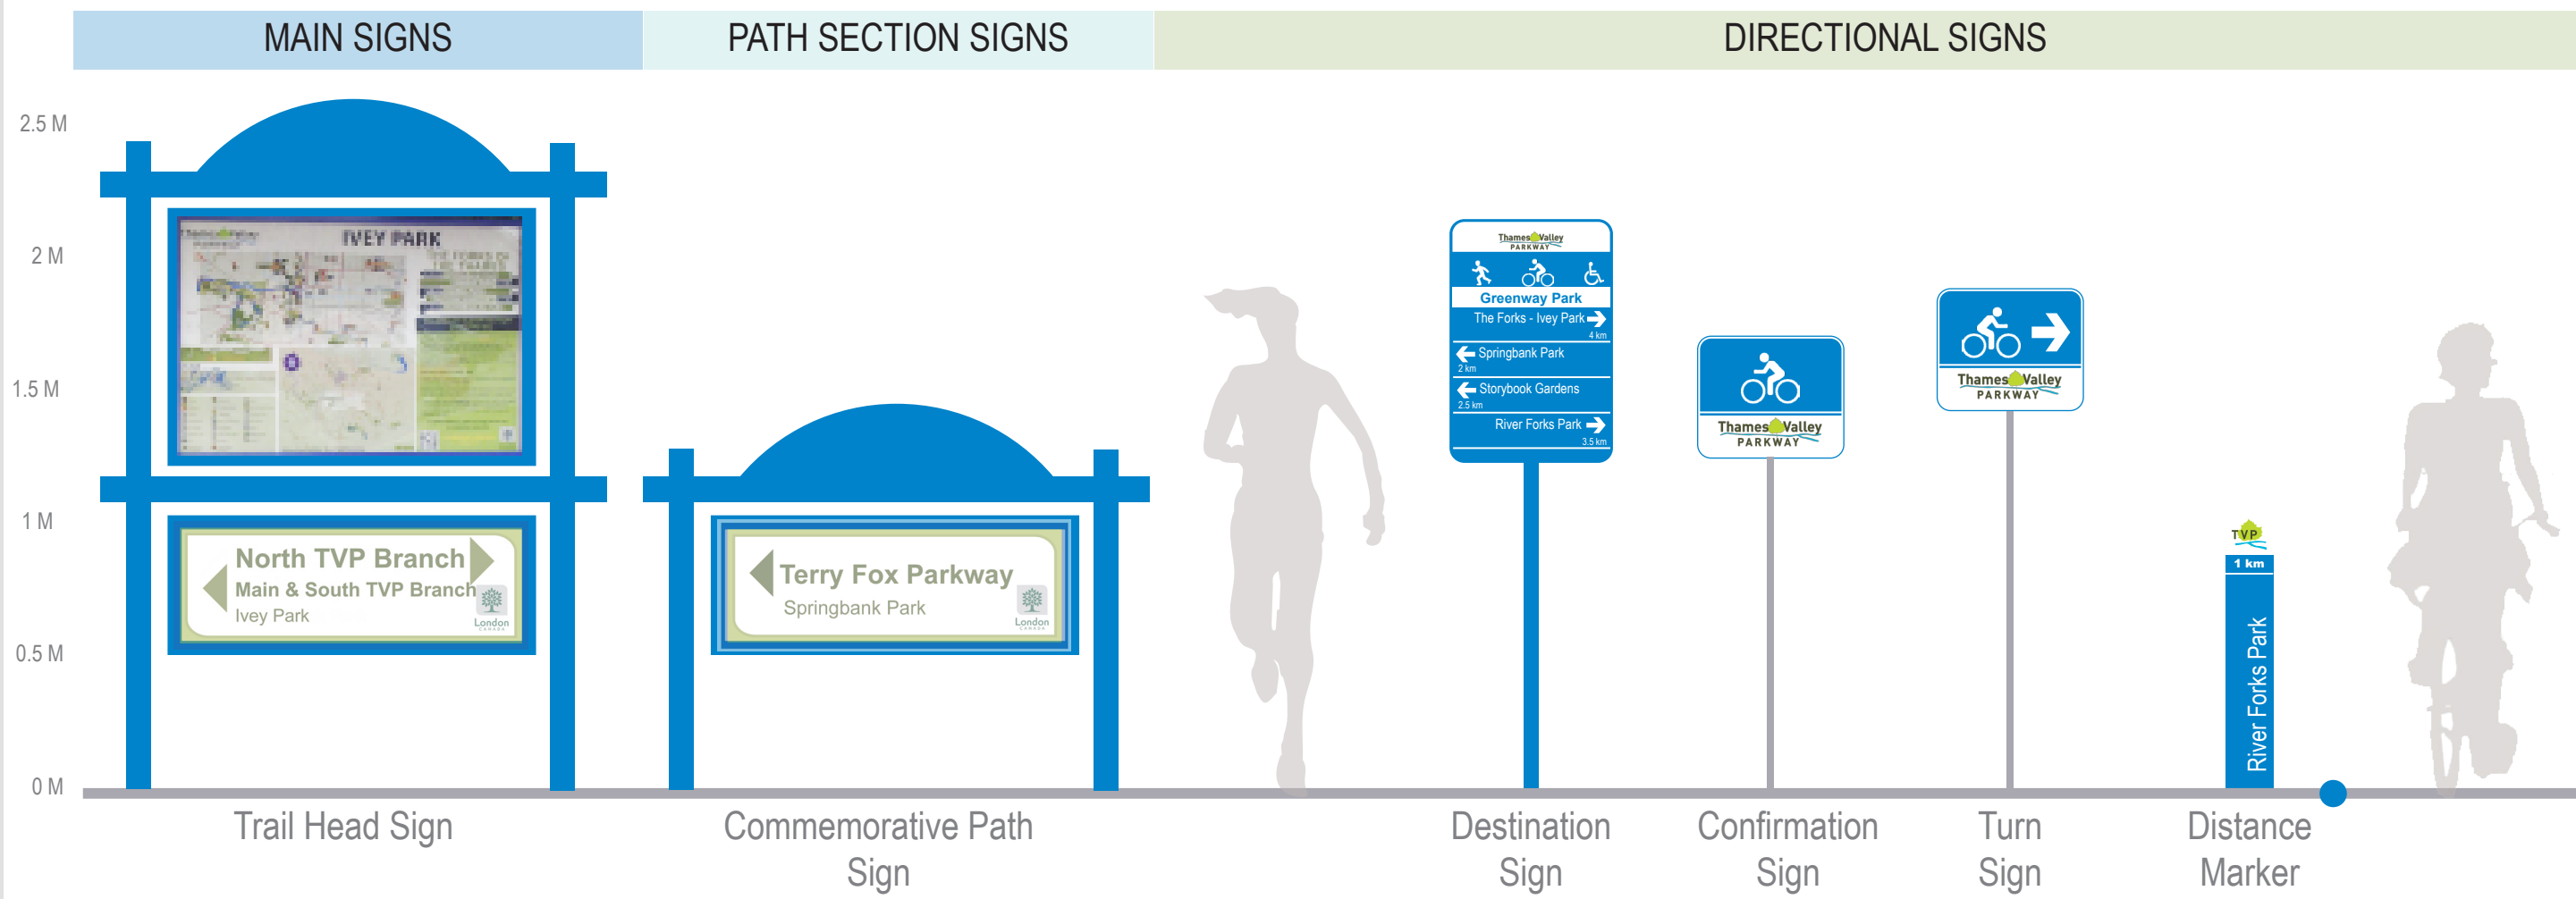 MAIN SIGNS
PATH SECTION SIGNS
DIRECTIONAL SIGNS
2.5 M
2 M
1.5 M
1 M
0.5 M
0 M
IVEY PARK
North TVP Branch
Main & South TVP Branch
Ivey Park
London
CANADA
Trail Head Sign
Terry Fox Parkway
Springbank Park
London
CANADA
Commemorative Path
Sign
Thames Valley
PARKWAY
Greenway Park
The Forks - Ivey Park
4 km
Springbank Park
2 km
Storybook Gardens
2.5 km
River Forks Park
3.5 km
Destination
Sign
Thames Valley
PARKWAY
Confirmation
Sign
Thames Valley
PARKWAY
Turn
Sign
TVP
1 km
River Forks Park
Distance
Marker